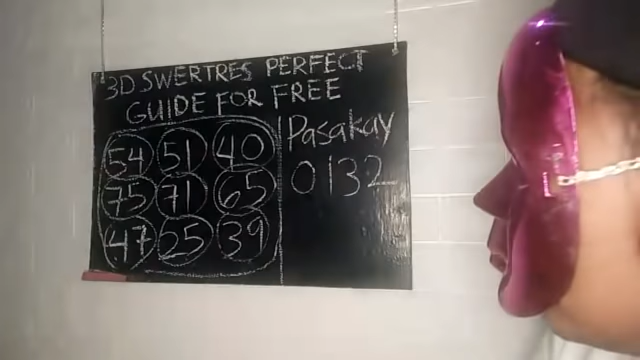 3D SWERTRES PERFECT
GUIDE FOR FREE
54 51 40
75 71 65
47 25 39
Pasakay
0132